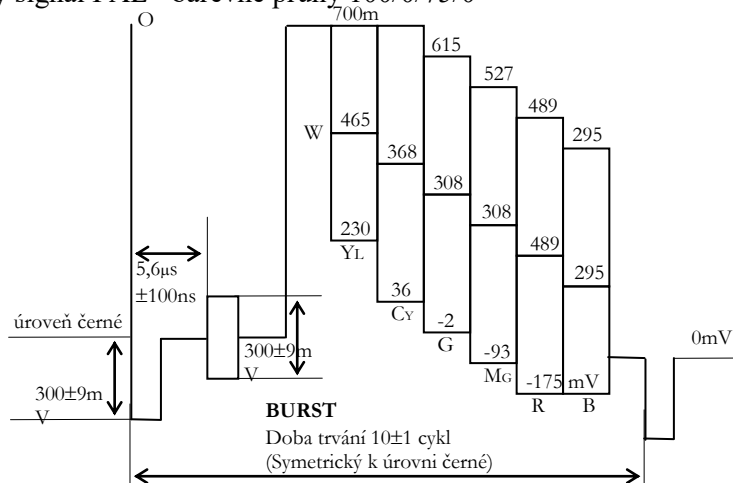 signál PAL - barevné pruhy 100/0/75/0
O
700m
615
527
489
295
W
465
368
308
308
489
295
230
YL
36
CY
-2
G
-93
MG
-175 mV
R
B
5,6µs
±100ns
úroveň černé
300±9m
V
300±9m
V
0mV
BURST
Doba trvání 10±1 cykl
(Symetrický k úrovni černé)